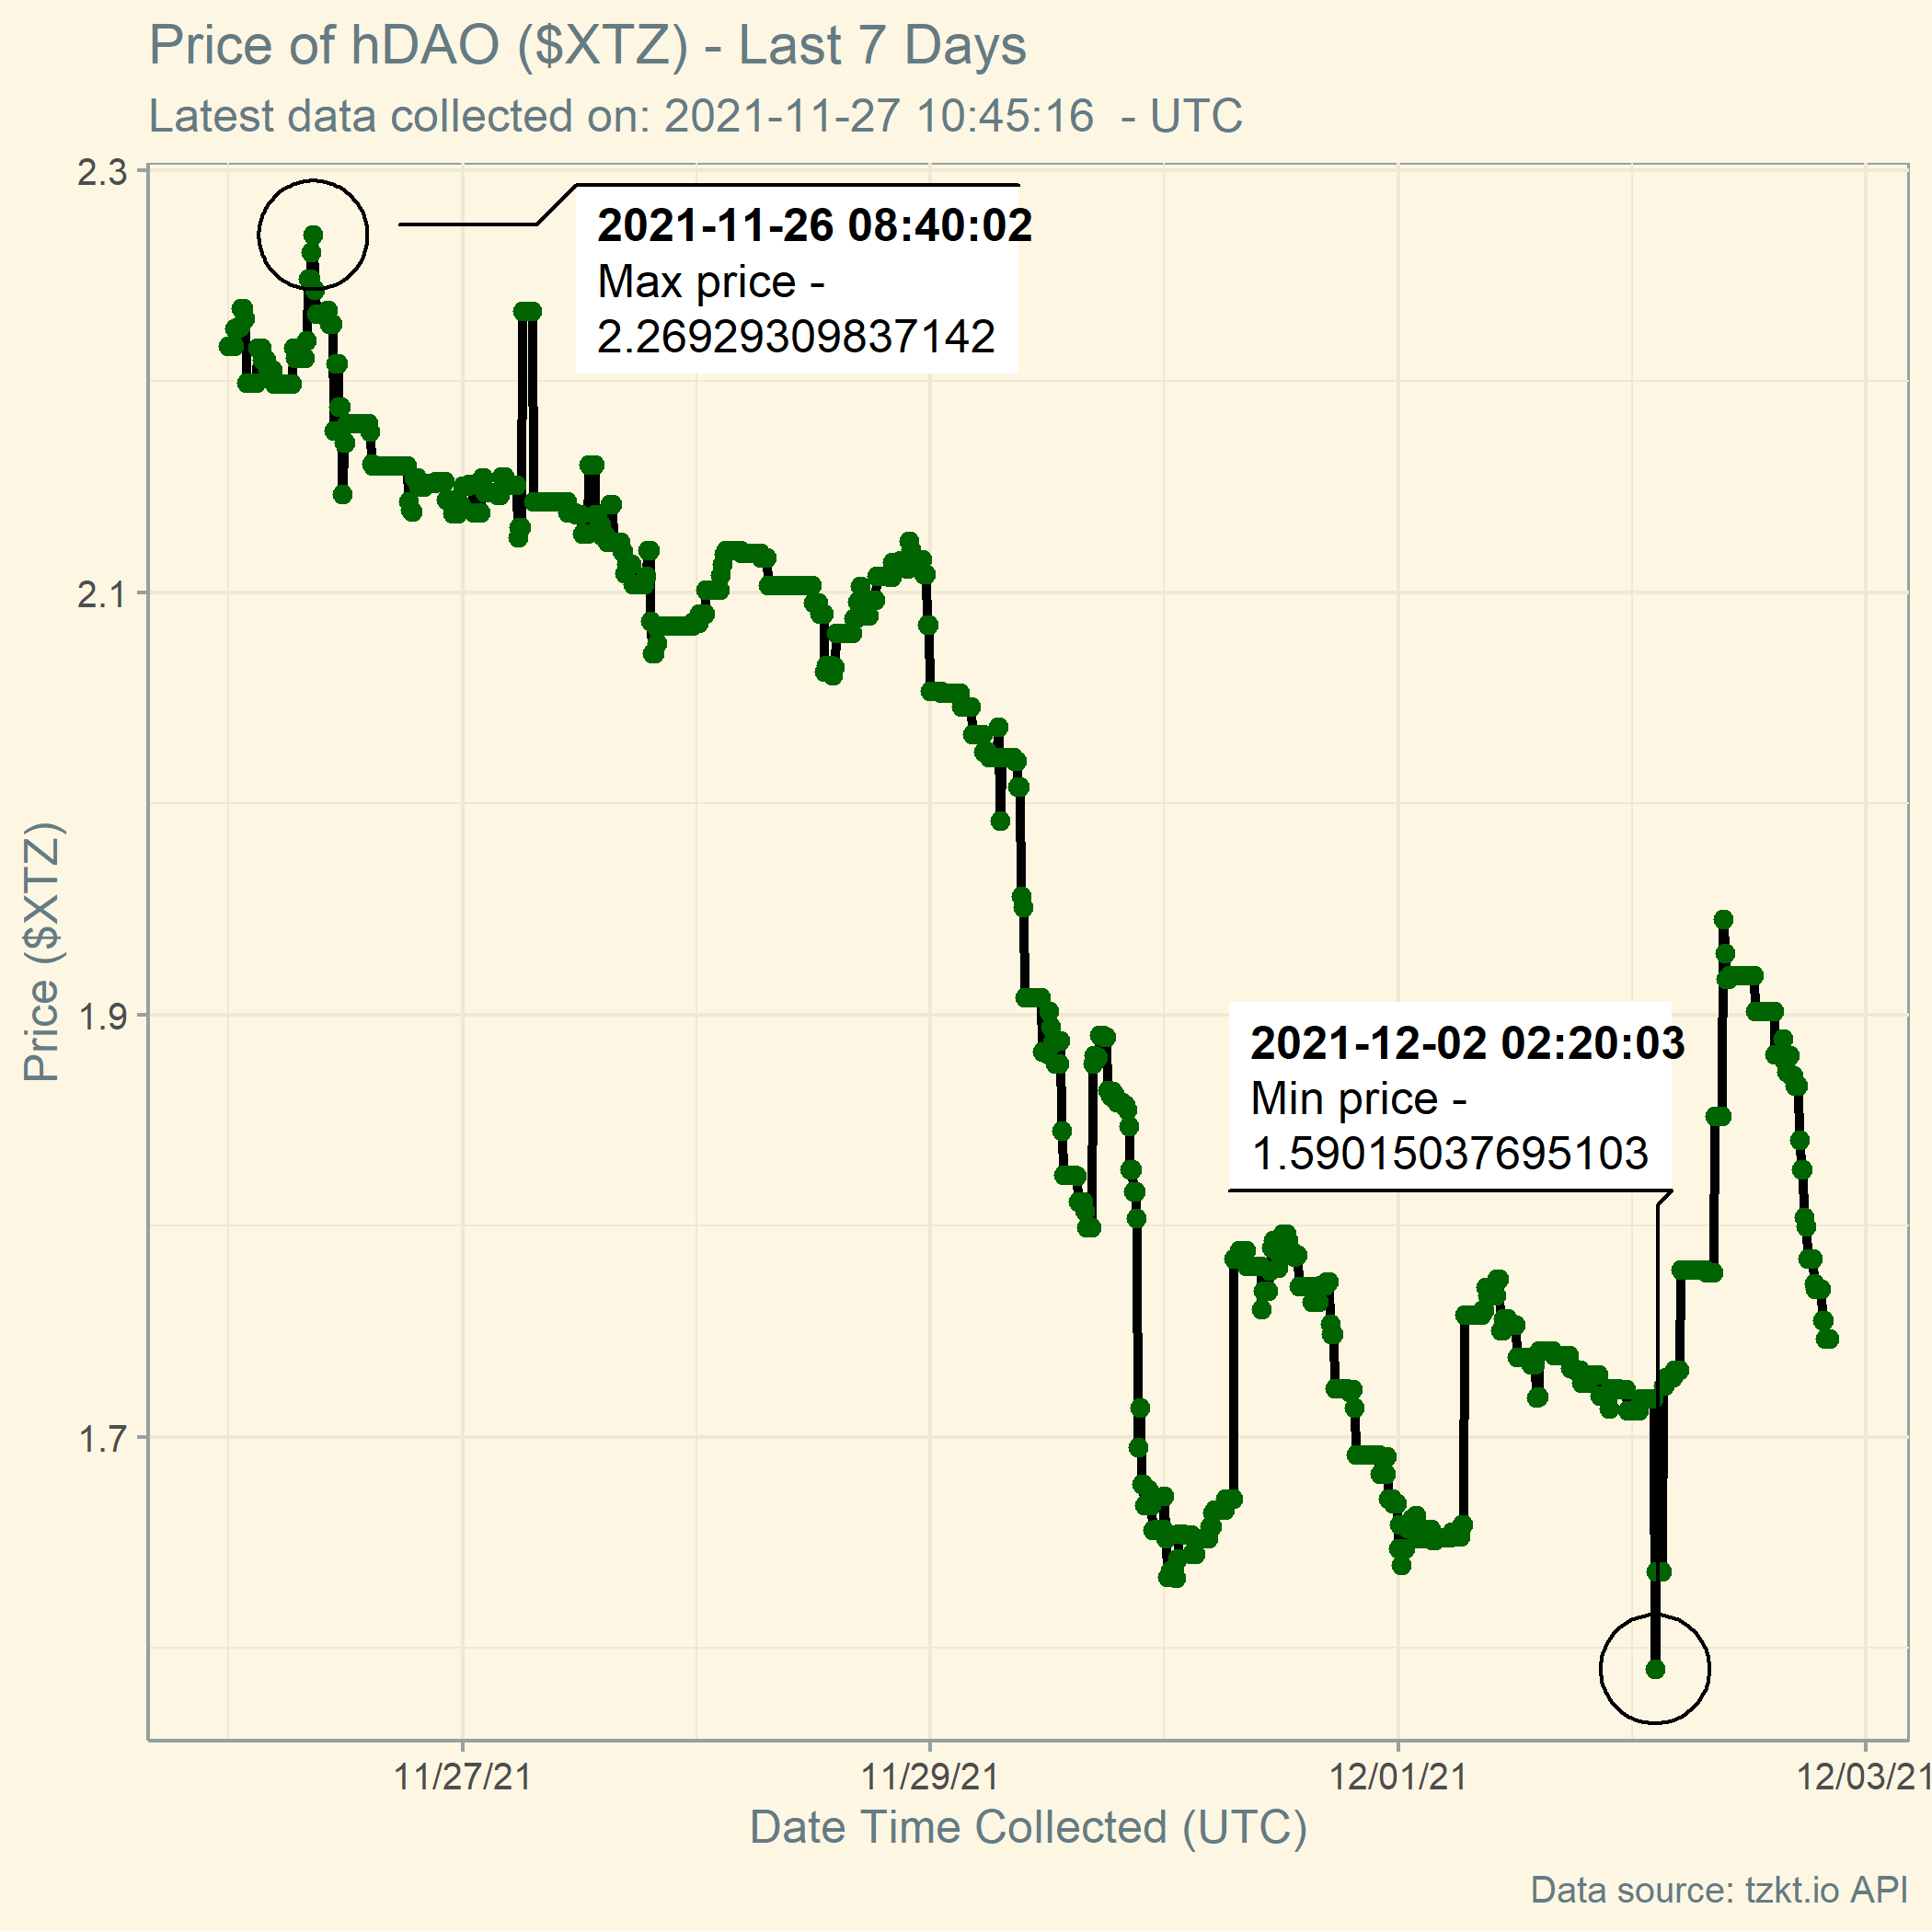 Price of hDAO ($XTZ) - Last 7 Days
Latest data collected on: 2021-11-27 10:45:16  - UTC
2.3
2.1
1.9
1.7
Price ($XTZ)
2021-11-26 08:40:02
Max price -
2.26929309837142
2021-12-02 02:20:03
Min price -
1.59015037695103
11/27/21
11/29/21
12/01/21
12/03/21
Date Time Collected (UTC)
Data source: tzkt.io API